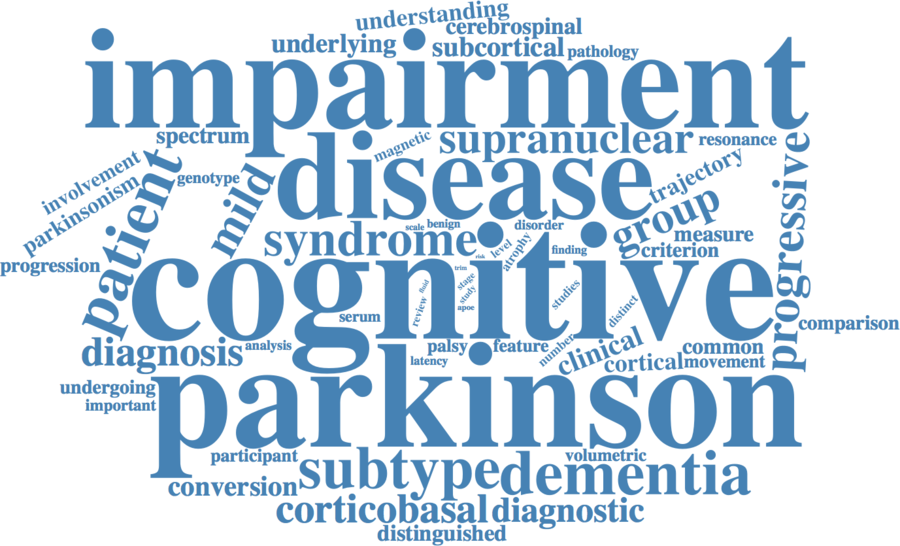 understanding
cerebrospinal
underlying
subcortical
pathology
impairment
spectrum
magnetic
supranuclear
resonance
disease
involvement
genotype
mild
trajectory
progressive
parkinsonism
patient
scale
benign
disorder
group
syndrome
risk
level
atrophy
finding
measure
criterion
progression
trim
cognitive
fluid
stage
study
studies
review
apoe
distinct
serum
comparison
diagnosis
analysis
palsy
feature
number
clinical
common
latency
cortical
movement
undergoing
important
parkinson
participant
volumetric
subtype
dementia
conversion
corticobasal
diagnostic
distinguished